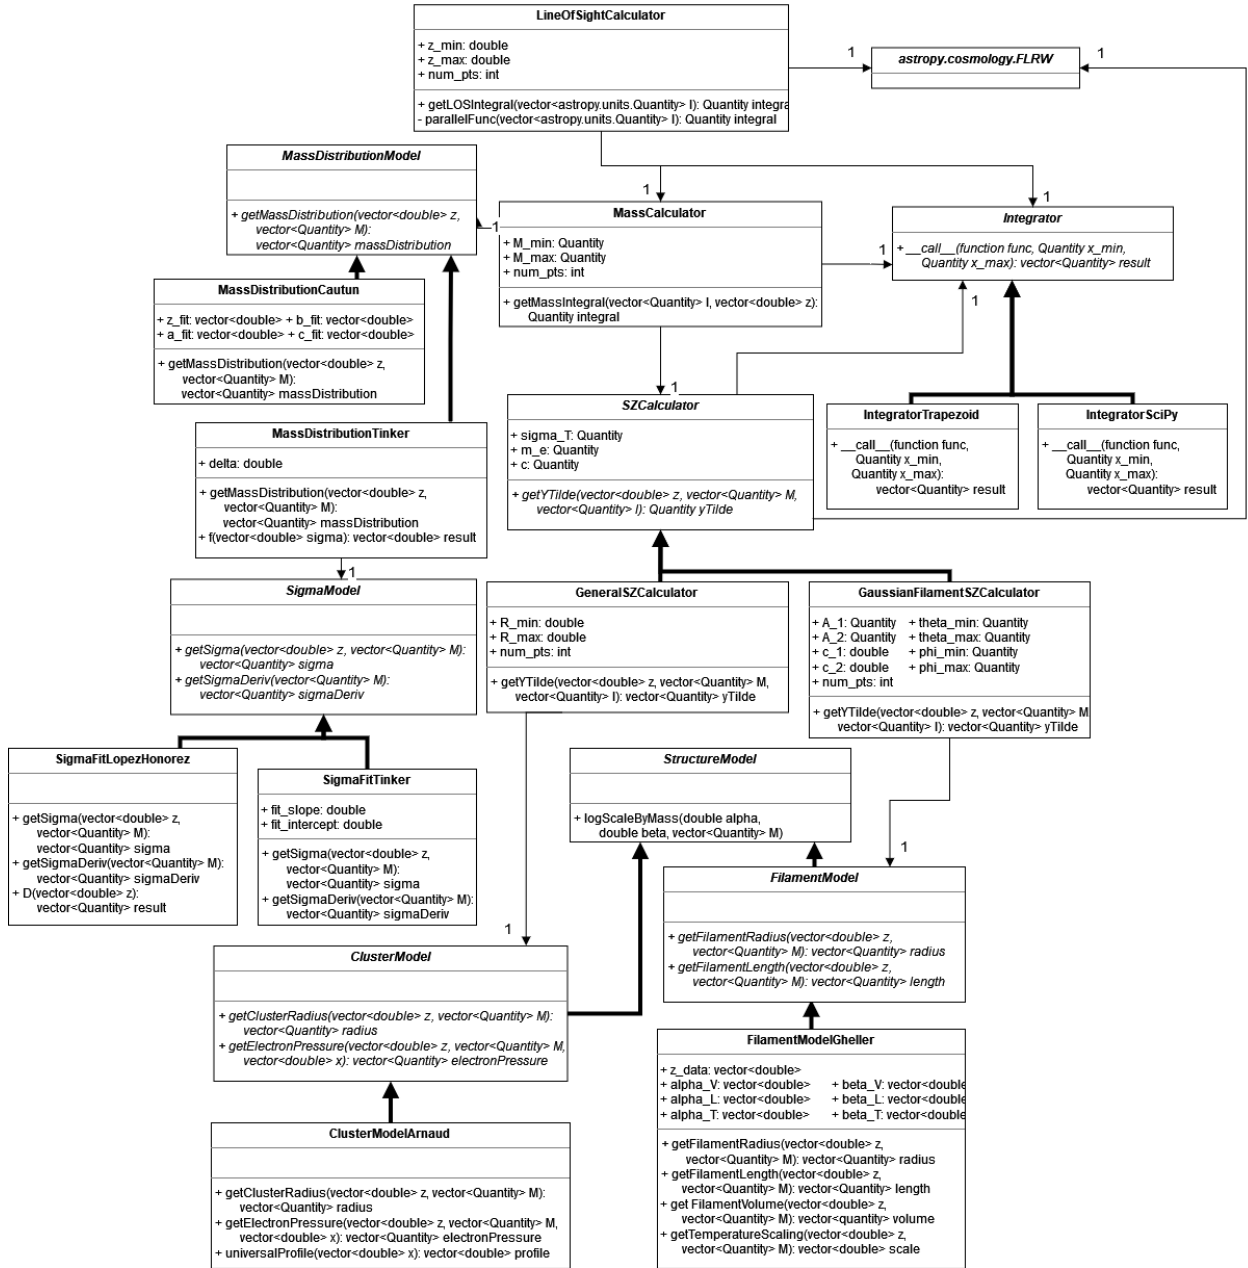 LineOfSightCalculator
+ z_min: double
+ z_max: double
+ num_pts: int
+ getLOSIntegral(vector<astropy.units.Quantity> l): Quantity integra
- parallelFunc(vector<astropy.units.Quantity> l): Quantity integral
1
astropy.cosmology.FLRW
1
MassDistributionModel
+ getMassDistribution(vector<double> z,
vector<Quantity> M):
vector<Quantity> massDistribution
1
1
1
MassCalculator
+ M_min: Quantity
+ M_max: Quantity
+ num_pts: int
+ getMassIntegral(vector<Quantity> l, vector<double> z):
Quantity integral
1
1
Integrator
+ __call__(function func, Quantity x_min,
Quantity x_max): vector<Quantity> result
1
MassDistributionCautun
+ z_fit: vector<double> + b_fit: vector<double>
+ a_fit: vector<double> + c_fit: vector<double>
+ getMassDistribution(vector<double> z,
vector<Quantity> M):
vector<Quantity> massDistribution
1
SZCalculator
+ sigma_T: Quantity
+ m_e: Quantity
+ c: Quantity
+ getYTilde(vector<double> z, vector<Quantity> M,
vector<Quantity> l): Quantity yTilde
IntegratorTrapezoid
+ __call__(function func,
Quantity x_min,
Quantity x_max):
vector<Quantity> result
IntegratorSciPy
+ __call__(function func,
Quantity x_min,
Quantity x_max):
vector<Quantity> result
MassDistributionTinker
+ delta: double
+ getMassDistribution(vector<double> z,
vector<Quantity> M):
vector<Quantity> massDistribution
+ f(vector<double> sigma): vector<double> result
1
SigmaModel
+ getSigma(vector<double> z, vector<Quantity> M):
vector<Quantity> sigma
+ getSigmaDeriv(vector<Quantity> M):
vector<Quantity> sigmaDeriv
GeneralSZCalculator
+ R_min: double
+ R_max: double
+ num_pts: int
+ getYTilde(vector<double> z, vector<Quantity> M,
vector<Quantity> l): vector<Quantity> yTilde
GaussianFilamentSZCalculator
+ A_1: Quantity + theta_min: Quantity
+ A_2: Quantity + theta_max: Quantity
+ c_1: double + phi_min: Quantity
+ c_2: double + phi_max: Quantity
+ num_pts: int
+ getYTilde(vector<double> z, vector<Quantity> M
vector<Quantity> l): vector<Quantity> yTilde
SigmaFitLopezHonorez
+ getSigma(vector<double> z,
vector<Quantity> M):
vector<Quantity> sigma
+ getSigmaDeriv(vector<Quantity> M):
vector<Quantity> sigmaDeriv
+ D(vector<double> z):
vector<Quantity> result
SigmaFitTinker
+ fit_slope: double
+ fit_intercept: double
+ getSigma(vector<double> z,
vector<Quantity> M):
vector<Quantity> sigma
+ getSigmaDeriv(vector<Quantity> M):
vector<Quantity> sigmaDeriv
StructureModel
+ logScaleByMass(double alpha,
double beta, vector<Quantity> M)
1
FilamentModel
+ getFilamentRadius(vector<double> z,
vector<Quantity> M): vector<Quantity> radius
+ getFilamentLength(vector<double> z,
vector<Quantity> M): vector<Quantity> length
1
ClusterModel
+ getClusterRadius(vector<double> z, vector<Quantity> M):
vector<Quantity> radius
+ getElectronPressure(vector<double> z, vector<Quantity> M,
vector<double> x): vector<Quantity> electronPressure
FilamentModelGheller
+ z_data: vector<double>
+ alpha_V: vector<double> + beta_V: vector<double
+ alpha_L: vector<double> + beta_L: vector<double
+ alpha_T: vector<double> + beta_T: vector<double
+ getFilamentRadius(vector<double> z,
vector<Quantity> M): vector<Quantity> radius
+ getFilamentLength(vector<double> z,
vector<Quantity> M): vector<Quantity> length
+ get FilamentVolume(vector<double> z,
vector<Quantity> M): vector<quantity> volume
+ getTemperatureScaling(vector<double> z,
vector<Quantity> M): vector<double> scale
ClusterModelArnaud
+ getClusterRadius(vector<double> z, vector<Quantity> M):
vector<Quantity> radius
+ getElectronPressure(vector<double> z, vector<Quantity> M,
vector<double> x): vector<Quantity> electronPressure
+ universalProfile(vector<double> x): vector<double> profile